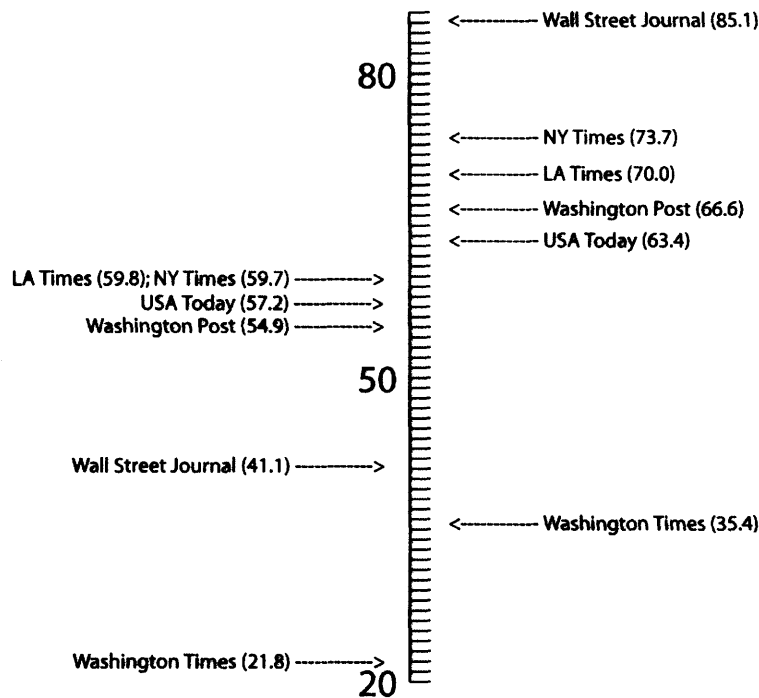 <------------ Wall Street Journal (85.1)
80
<------------ NY Times (73.7)
<------------ LA Times (70.0)
<------------ Washington Post (66.6)
<------------ USA Today (63.4)
LA Times (59.8); NY Times (59.7) ------------>
USA Today (57.2) ------------>
Washington Post (54.9) ------------>
50
Wall Street Journal (41.1) ------------>
<------------ Washington Times (35.4)
Washington Times (21.8) ------------>
20